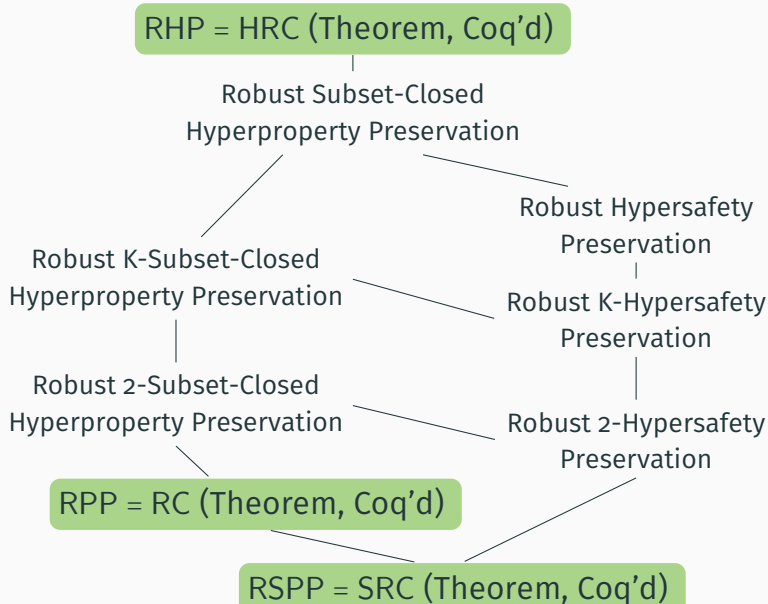 RHP = HRC (Theorem, Coq’d)
Robust Subset-Closed
Hyperproperty Preservation
Robust Hypersafety
Preservation
Robust K-Subset-Closed
Hyperproperty Preservation
Robust K-Hypersafety
Preservation
Robust 2-Subset-Closed
Hyperproperty Preservation
Robust 2-Hypersafety
Preservation
RPP = RC (Theorem, Coq’d)
RSPP = SRC (Theorem, Coq’d)